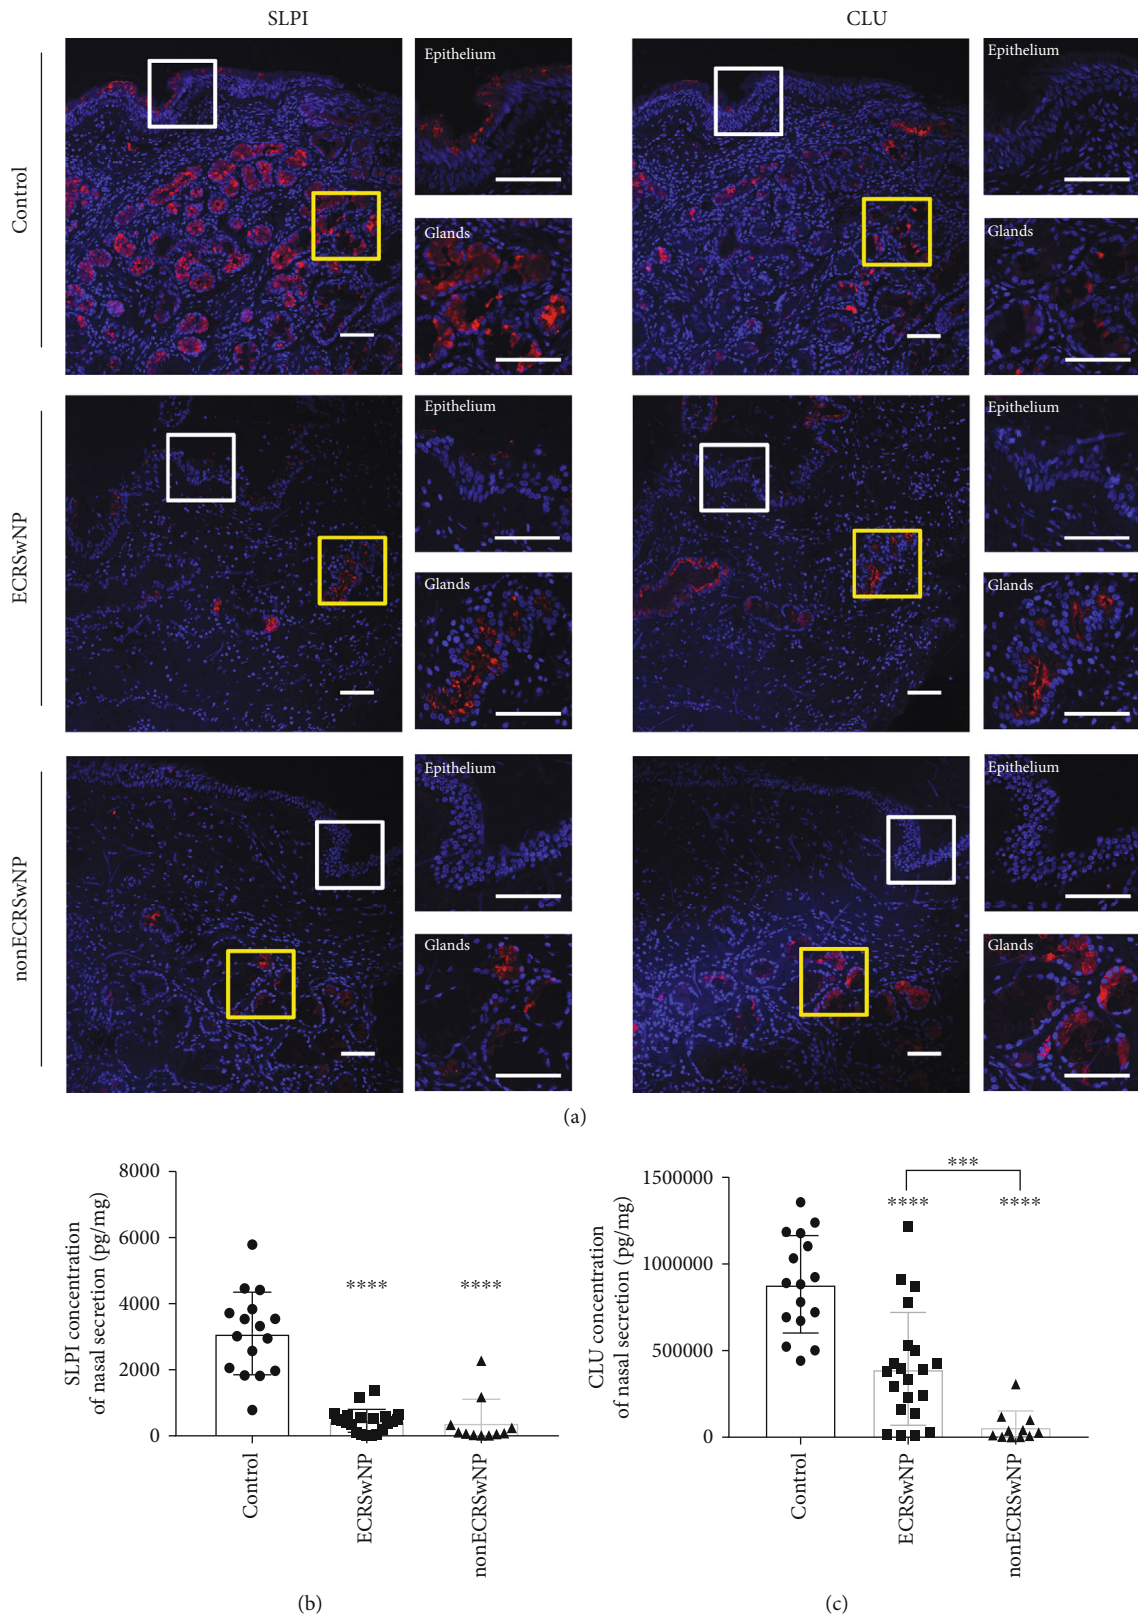 SLPI
CLU
Control
Epithelium
Glands
Epithelium
Glands
ECRSwNP
Epithelium
Glands
Epithelium
Glands
nonECRSwNP
Epithelium
Glands
Epithelium
Glands
(a)
SLPI concentration
of nasal secretion (pg/mg)
8000
6000
4000
2000
0
****
****
Control
ECRSwNP
nonECRSwNP
(b)
CLU concentration
of nasal secretion (pg/mg)
1500000
1000000
500000
0
***
****
****
Control
ECRSwNP
nonECRSwNP
(c)